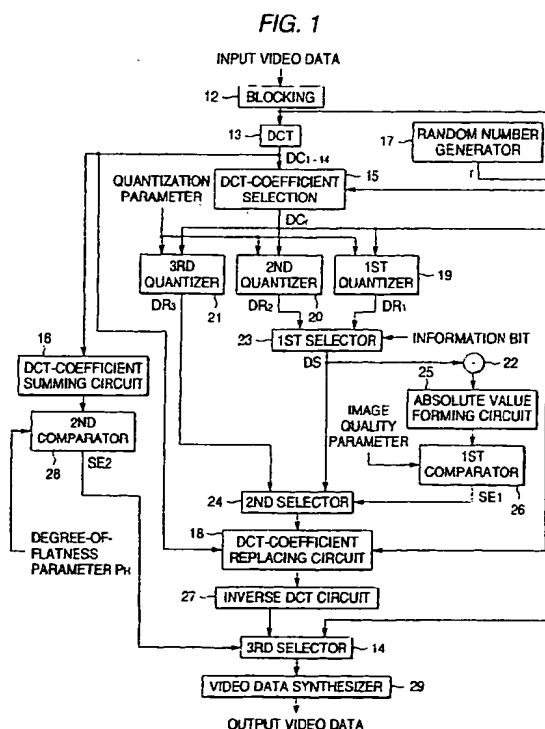 FIG. 1
INPUT VIDEO DATA
12
BLOCKING
13
DCT
17
RANDOM NUMBER
GENERATOR
r
DC1-14
QUANTIZATION
PARAMETER
DCT-COEFFICIENT
SELECTION
15
DCr
3RD
QUANTIZER
21
2ND
QUANTIZER
20
1ST
QUANTIZER
19
DR3
DR2
DR1
23
1ST SELECTOR
INFORMATION BIT
DS
-
22
16
DCT-COEFFICIENT
SUMMING CIRCUIT
25
ABSOLUTE VALUE
FORMING CIRCUIT
IMAGE QUALITY
PARAMETER
2ND
COMPARATOR
28
SE2
1ST
COMPARATOR
26
SE1
24
2ND SELECTOR
18
DCT-COEFFICIENT
REPLACING CIRCUIT
DEGREE-OF-
FLATNESS
PARAMETER PH
27
INVERSE DCT CIRCUIT
3RD SELECTOR
14
VIDEO DATA SYNTHESIZER
29
OUTPUT VIDEO DATA